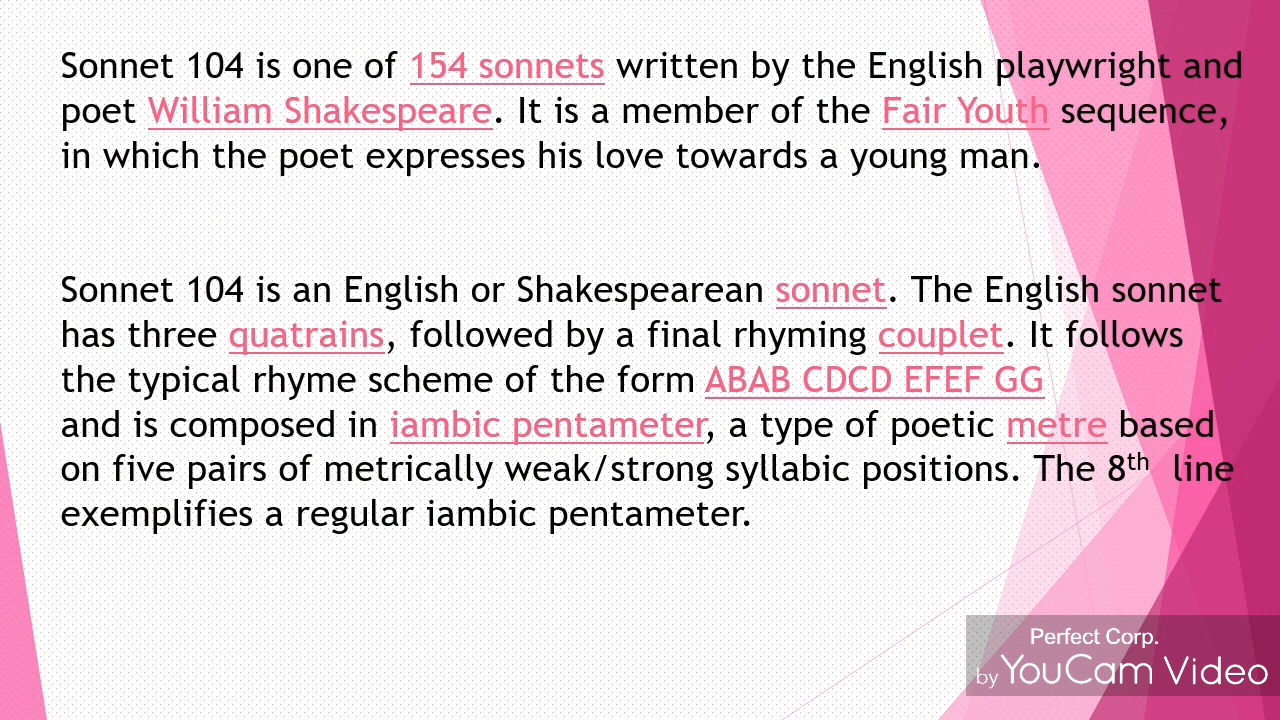 Sonnet 104 is one of 154 sonnets written by the English playwright and
poet William Shakespeare. It is a member of the Fair Youth sequence,
in which the poet expresses his love towards a young man.
Sonnet 104 is an English or Shakespearean sonnet. The English sonnet
has three quatrains, followed by a final rhyming couplet. It follows
the typical rhyme scheme of the form ABAB CDCD EFEF GG
and is composed in iambic pentameter, a type of poetic metre based
on five pairs of metrically weak/strong syllabic positions. The 8th line
exemplifies a regular iambic pentameter.
Perfect Corp.
by YouCam Video